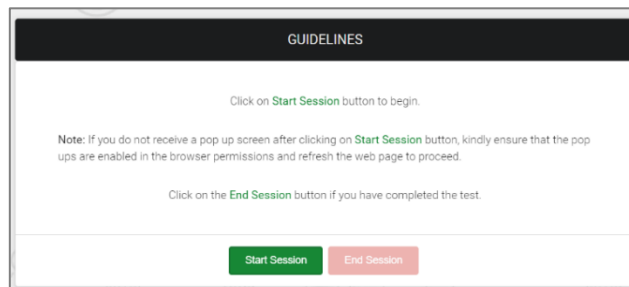 GUIDELINES
Click on Start Session button to begin.
Note: If you do not receive a pop up screen after clicking on Start Session button, kindly ensure that the pop
ups are enabled in the browser permissions and refresh the web page to proceed.
Click on the End Session button if you have completed the test.
Start Session End Session